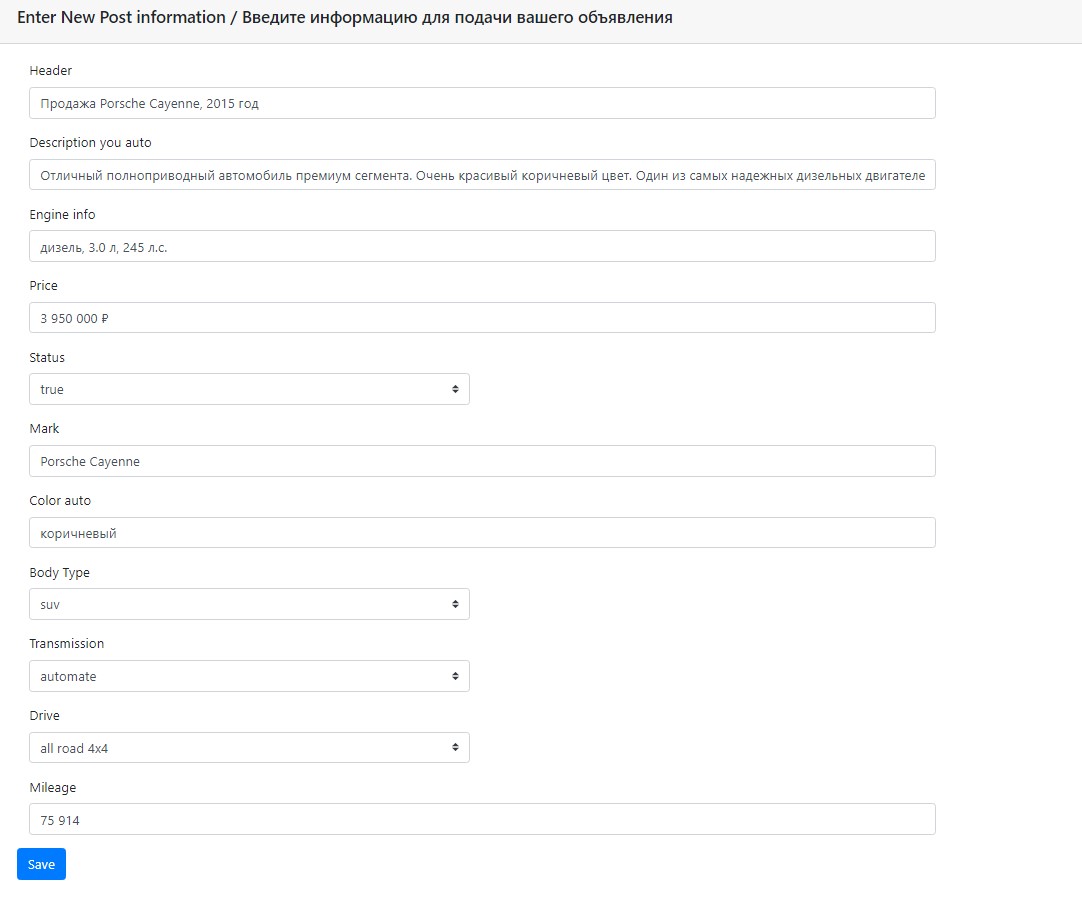 Enter New Post information / Введите информацию для подачи вашего объявления
Header
Продажа Porsche Cayenne, 2015 год
Description you auto
Отличный полноприводный автомобиль премиум сегмента. Очень красивый коричневый цвет. Один из самых надежных дизельных двигателе
Engine info
дизель, 3.0 л, 245 л.с.
Price
3 950 000 ₽
Status
true
Mark
Porsche Cayenne
Color auto
коричневый
Body Type
suv
Transmission
automate
Drive
all road 4x4
Mileage
75 914
Save